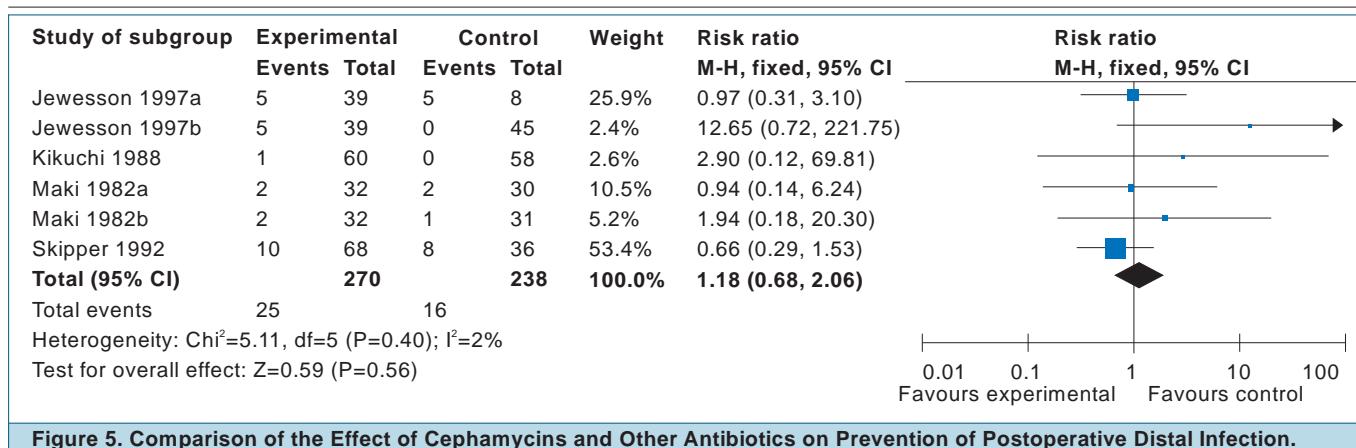 Study of subgroup Experimental Control Weight Risk ratio Risk ratio
Events Total Events Total M-H, fixed, 95% CI M-H, fixed, 95% CI
Jewesson 1997a 5 39 5 8 25.9% 0.97 (0.31, 3.10)
Jewesson 1997b 5 39 0 45 2.4% 12.65 (0.72, 221.75)
Kikuchi 1988 1 60 0 58 2.6% 2.90 (0.12, 69.81)
Maki 1982a 2 32 2 30 10.5% 0.94 (0.14, 6.24)
Maki 1982b 2 32 1 31 5.2% 1.94 (0.18, 20.30)
Skipper 1992 10 68 8 36 53.4% 0.66 (0.29, 1.53)
Total (95% CI) 270 238 100.0% 1.18 (0.68, 2.06)
Total events 25 16
Heterogeneity: Chi²=5.11, df=5 (P=0.40); I²=2%
Test for overall effect: Z=0.59 (P=0.56)
0.01 0.1 1 10 100
Favours experimental Favours control
Figure 5. Comparison of the Effect of Cephamycins and Other Antibiotics on Prevention of Postoperative Distal Infection.